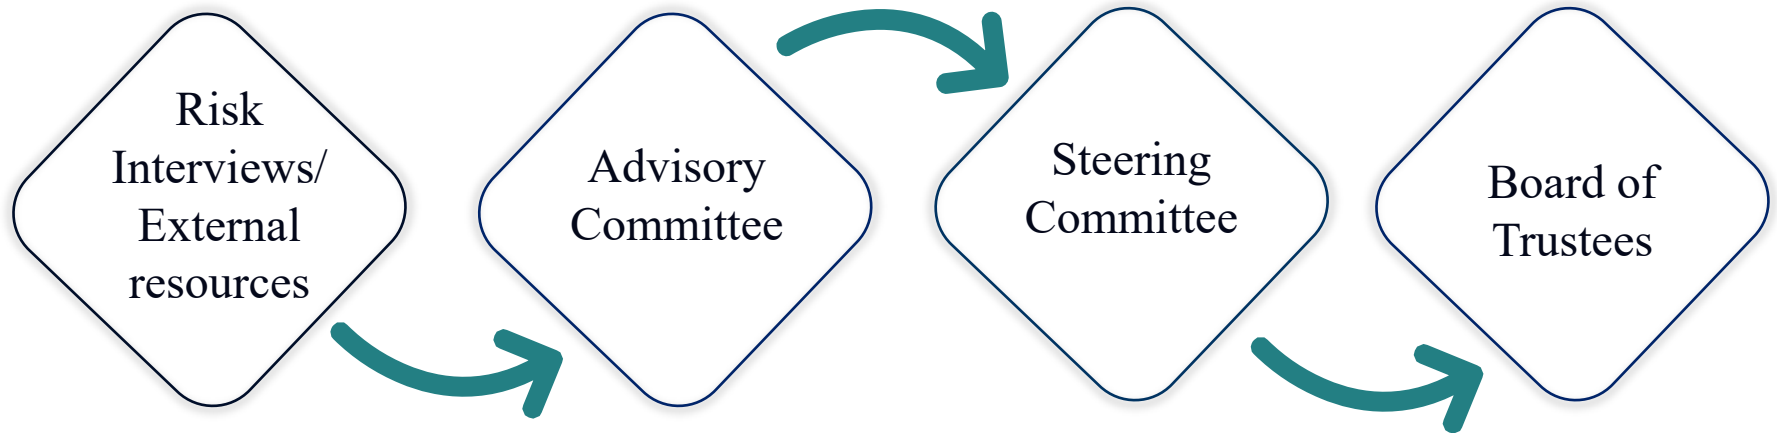 Risk
Interviews/
External
resources
Advisory
Committee
Steering
Committee
Board of
Trustees